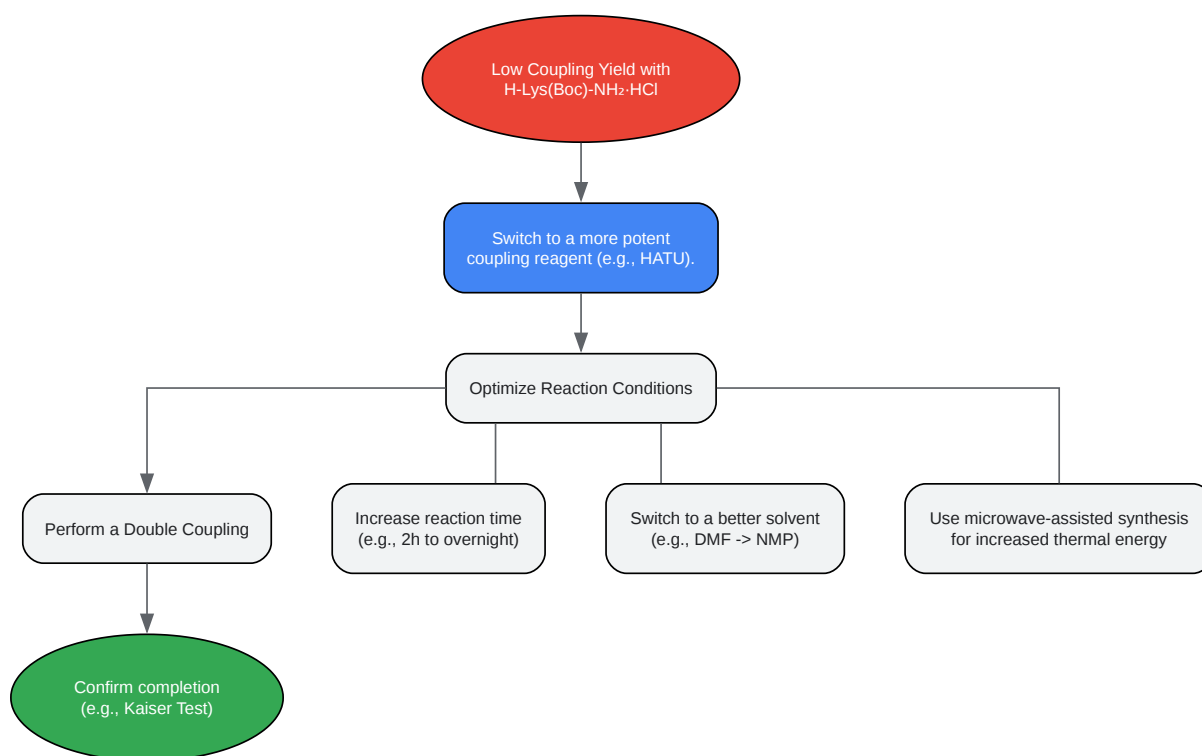 Low Coupling Yield with
H-Lys(Boc)-NH₂·HCl
Switch to a more potent
coupling reagent (e.g., HATU).
Optimize Reaction Conditions
Perform a Double Coupling
Increase reaction time
(e.g., 2h to overnight)
Switch to a better solvent
(e.g., DMF -> NMP)
Use microwave-assisted synthesis
for increased thermal energy
Confirm completion
(e.g., Kaiser Test)